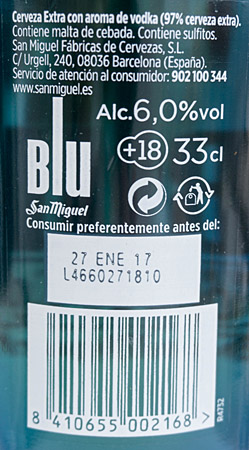 Cerveza Extra con aroma de vodka (97% cerveza extra).
Contiene malta de cebada. Contiene sulfitos.
San Miguel Fábricas de Cervezas, S.L.
C/ Urgell, 240, 08036 Barcelona (España).
Servicio de atención al consumidor: 902 100 344
www.sanmiguel.es
Blu
San Miguel
Alc.6,0%vol
+18 33cl
Consumir preferentemente antes del:
27 ENE 17
L4660271810
8 410655 002168 >
R4732